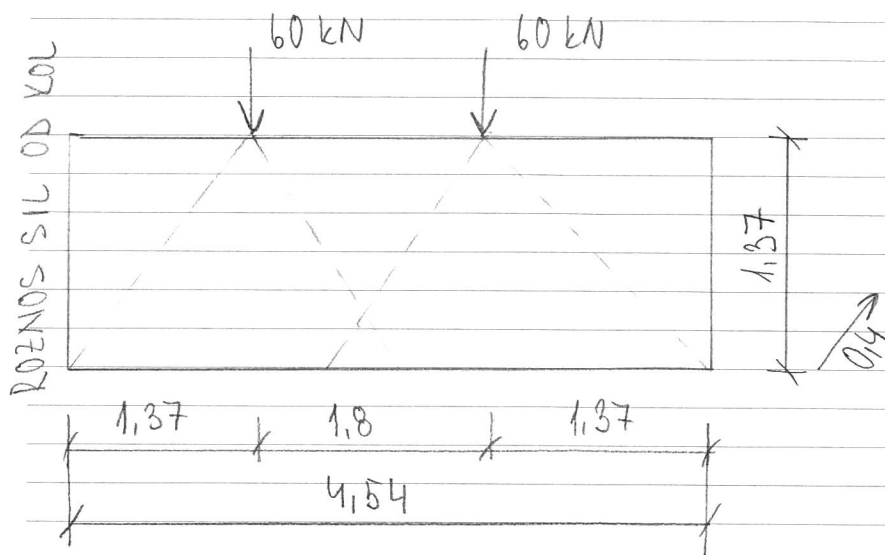 60 kN 60 kN
ROZNOS SIL OD KOL
1,37
0,4
1,37 1,8 1,37
4,54